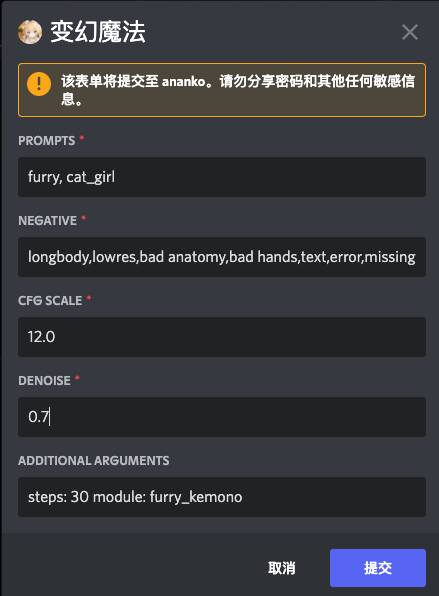 变幻魔法
该表单将提交至 ananko。请勿分享密码和其他任何敏感信
息。
PROMPTS *
furry, cat_girl
NEGATIVE *
longbody,lowres,bad anatomy,bad hands,text,error,missing
CFG SCALE *
12.0
DENOISE *
0.7
ADDITIONAL ARGUMENTS
steps: 30 module: furry_kemono
取消
提交